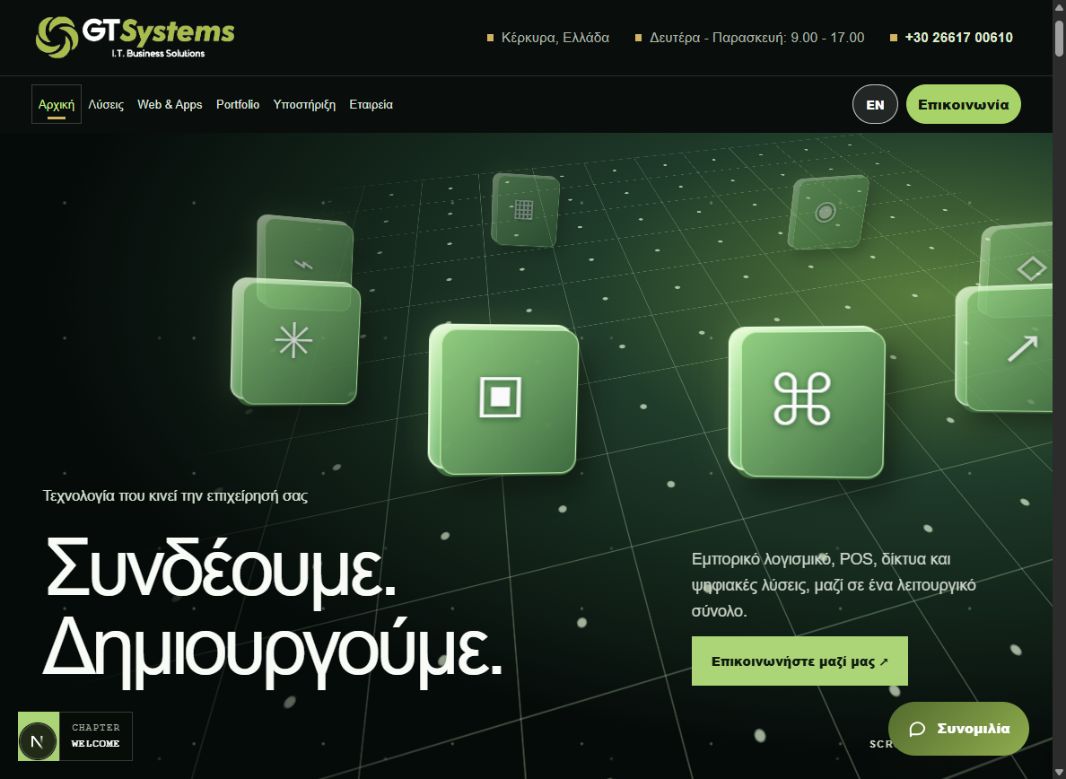 GTSystems
I.T. Business Solutions
Κέρκυρα, Ελλάδα
Δευτέρα - Παρασκευή: 9.00 - 17.00
+30 26617 00610
Αρχική
Λύσεις
Web & Apps
Portfolio
Υποστήριξη
Εταιρεία
EN
Επικοινωνία
Τεχνολογία που κινεί την επιχείρησή σας
Συνδέουμε.
Δημιουργούμε.
Εμπορικό λογισμικό, POS, δίκτυα και
ψηφιακές λύσεις, μαζί σε ένα λειτουργικό
σύνολο.
Επικοινωνήστε μαζί μας ↗
N
CHAPTER
WELCOME
SCR
Συνομιλία